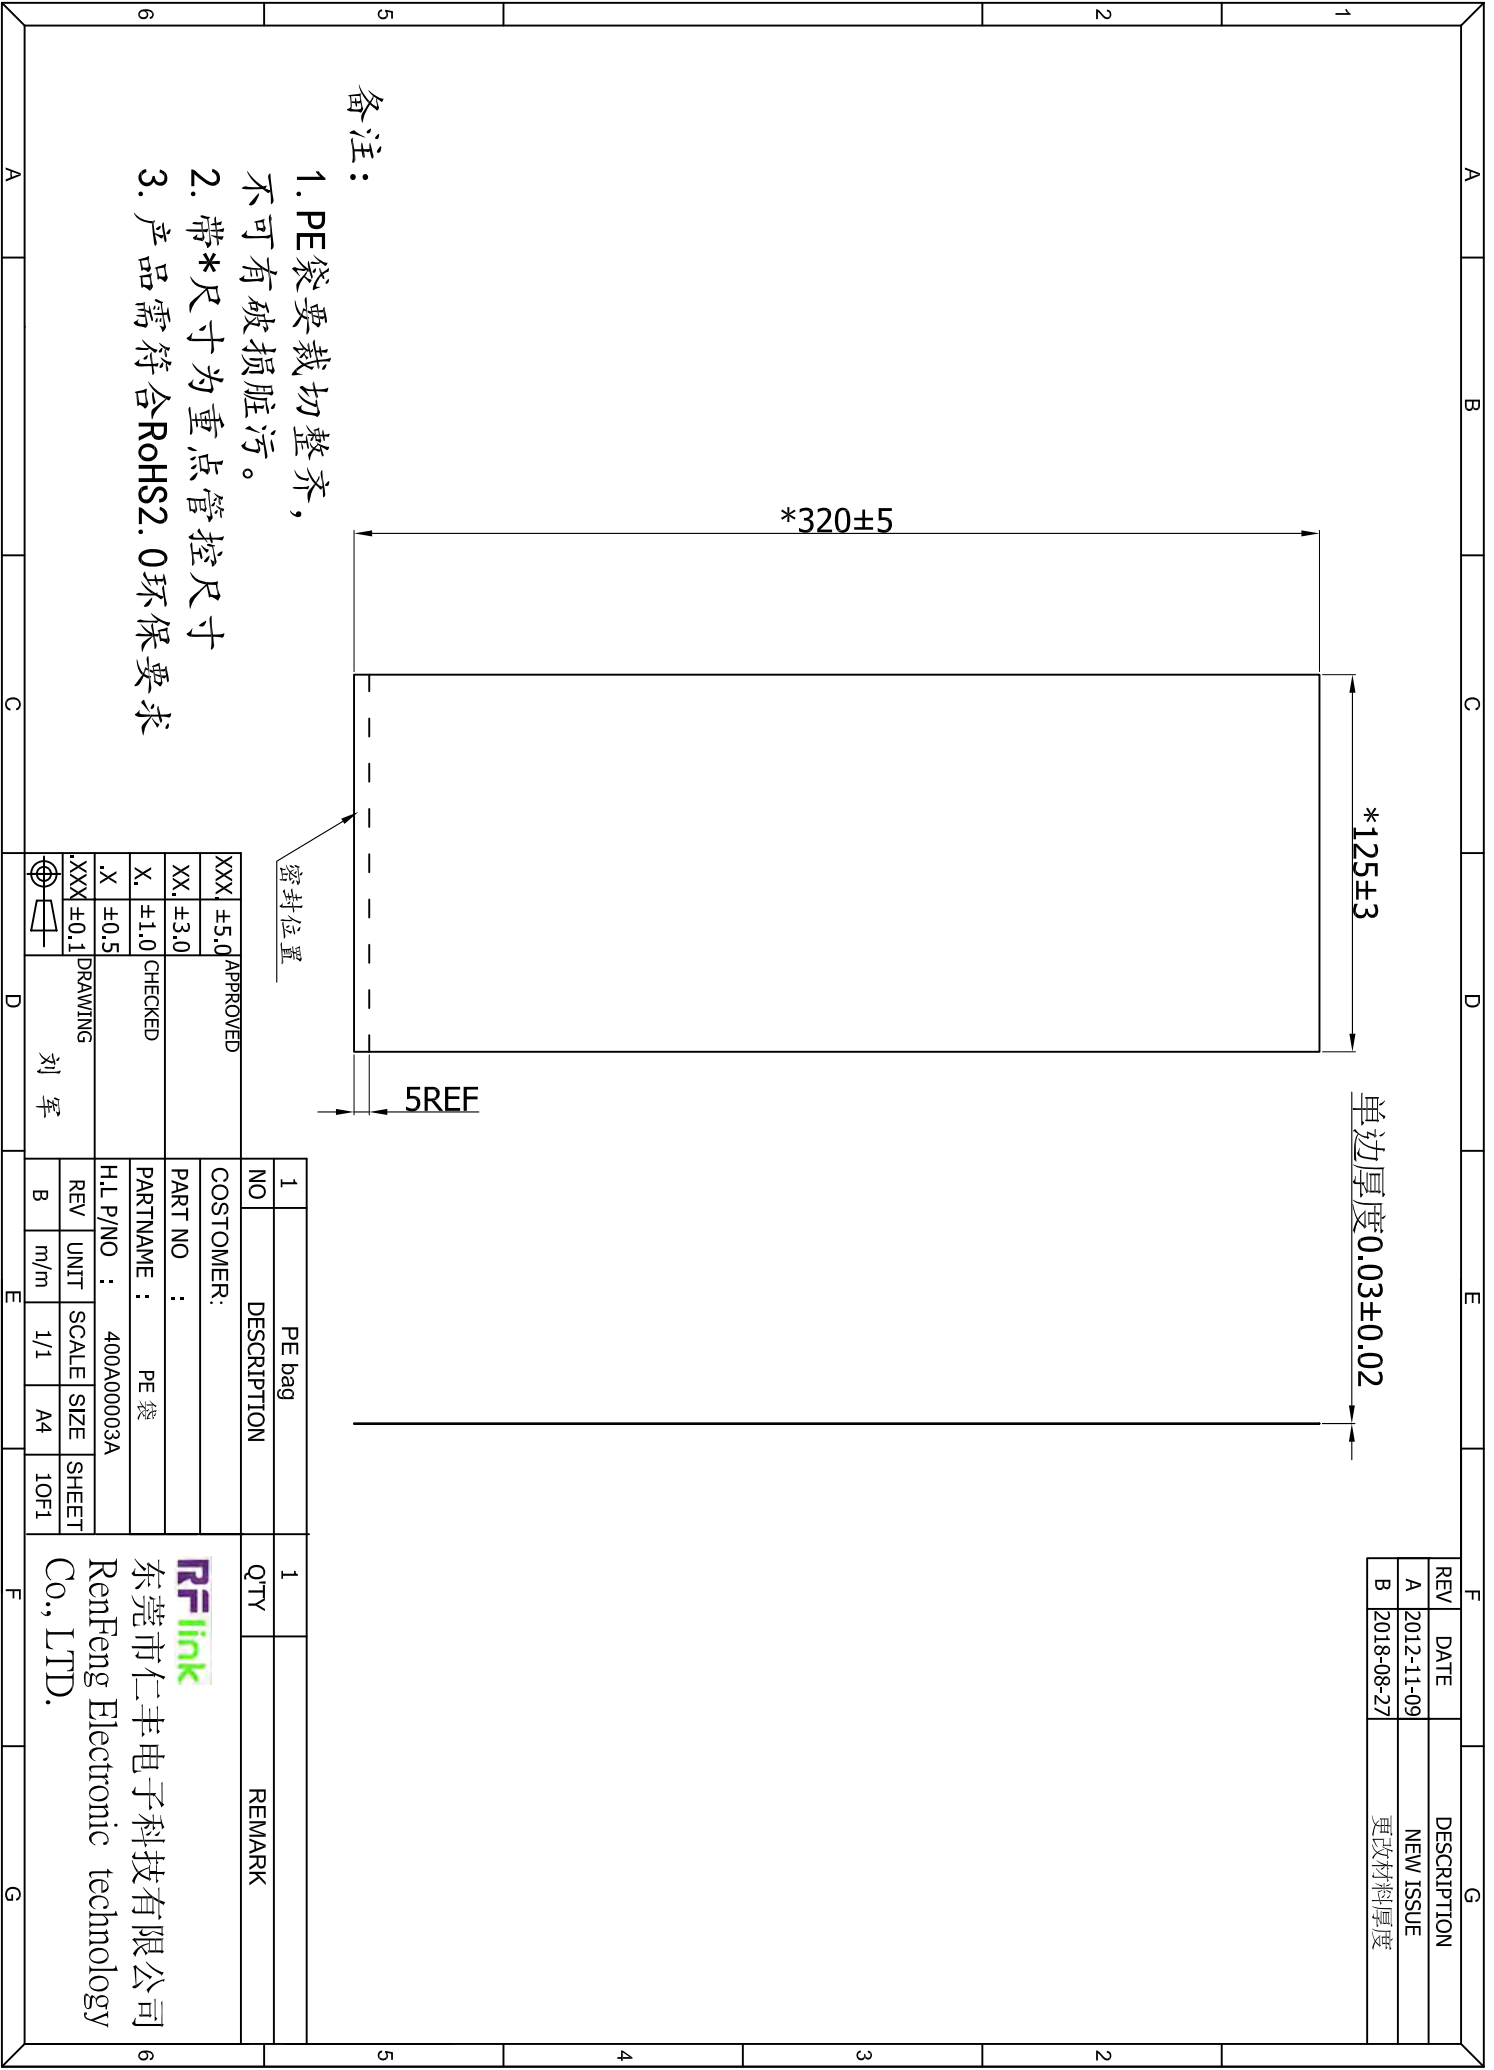 REV DATE DESCRIPTION
A 2012-11-09 NEW ISSUE
B 2018-08-27 更改材料厚度
*125±3
单边厚度0.03±0.02
*320±5
5REF
密封位置
备注：
1. PE袋要裁切整齐，
不可有破损脏污。
2. 带*尺寸为重点管控尺寸
3. 产品需符合RoHS2.0环保要求
XXX. ±5.0
XX. ±3.0
X. ±1.0
.X ±0.5
.XXX ±0.1
APPROVED
CHECKED
DRAWING
刘 军
1 PE bag 1
NO DESCRIPTION Q'TY REMARK
COSTOMER:
PART NO :
PARTNAME : PE 袋
H.L P/NO : 400A00003A
REV UNIT SCALE SIZE SHEET
B m/m 1/1 A4 1OF1
RFlink
东莞市仁丰电子科技有限公司
RenFeng Electronic technology
Co., LTD.
A B C D E F G
A C D E F G
1 2 5 6
2 3 4 5 6